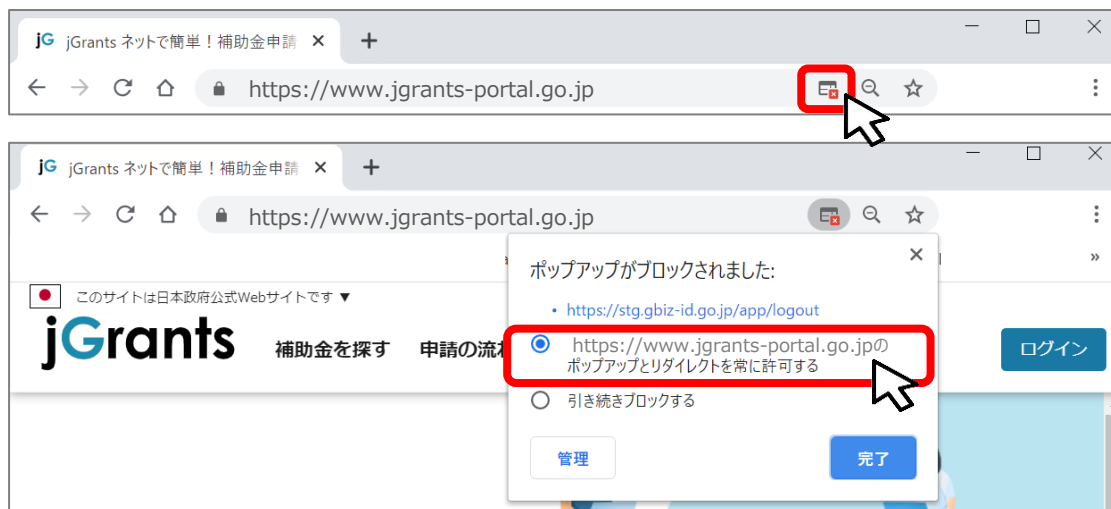 jG jGrants ネットで簡単！補助金申請
https://www.jgrants-portal.go.jp
jG jGrants ネットで簡単！補助金申請
https://www.jgrants-portal.go.jp
このサイトは日本政府公式Webサイトです ▼
jGrants 補助金を探す 申請の流れ
ログイン
ポップアップがブロックされました:
• https://stg.gbiz-id.go.jp/app/logout
https://www.jgrants-portal.go.jpの
ポップアップとリダイレクトを常に許可する
引き続きブロックする
管理 完了